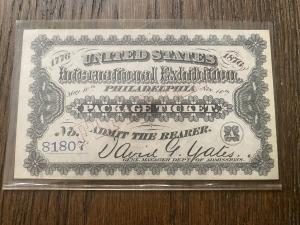 1776 1876
UNITED STATES
International Exhibition
May 10th Nov. 10th
PHILADELPHIA
PACKAGE TICKET.
No. ADMIT THE BEARER.
81807
David G. Yates
GENL. MANAGER DEPT OF ADMISSIONS.